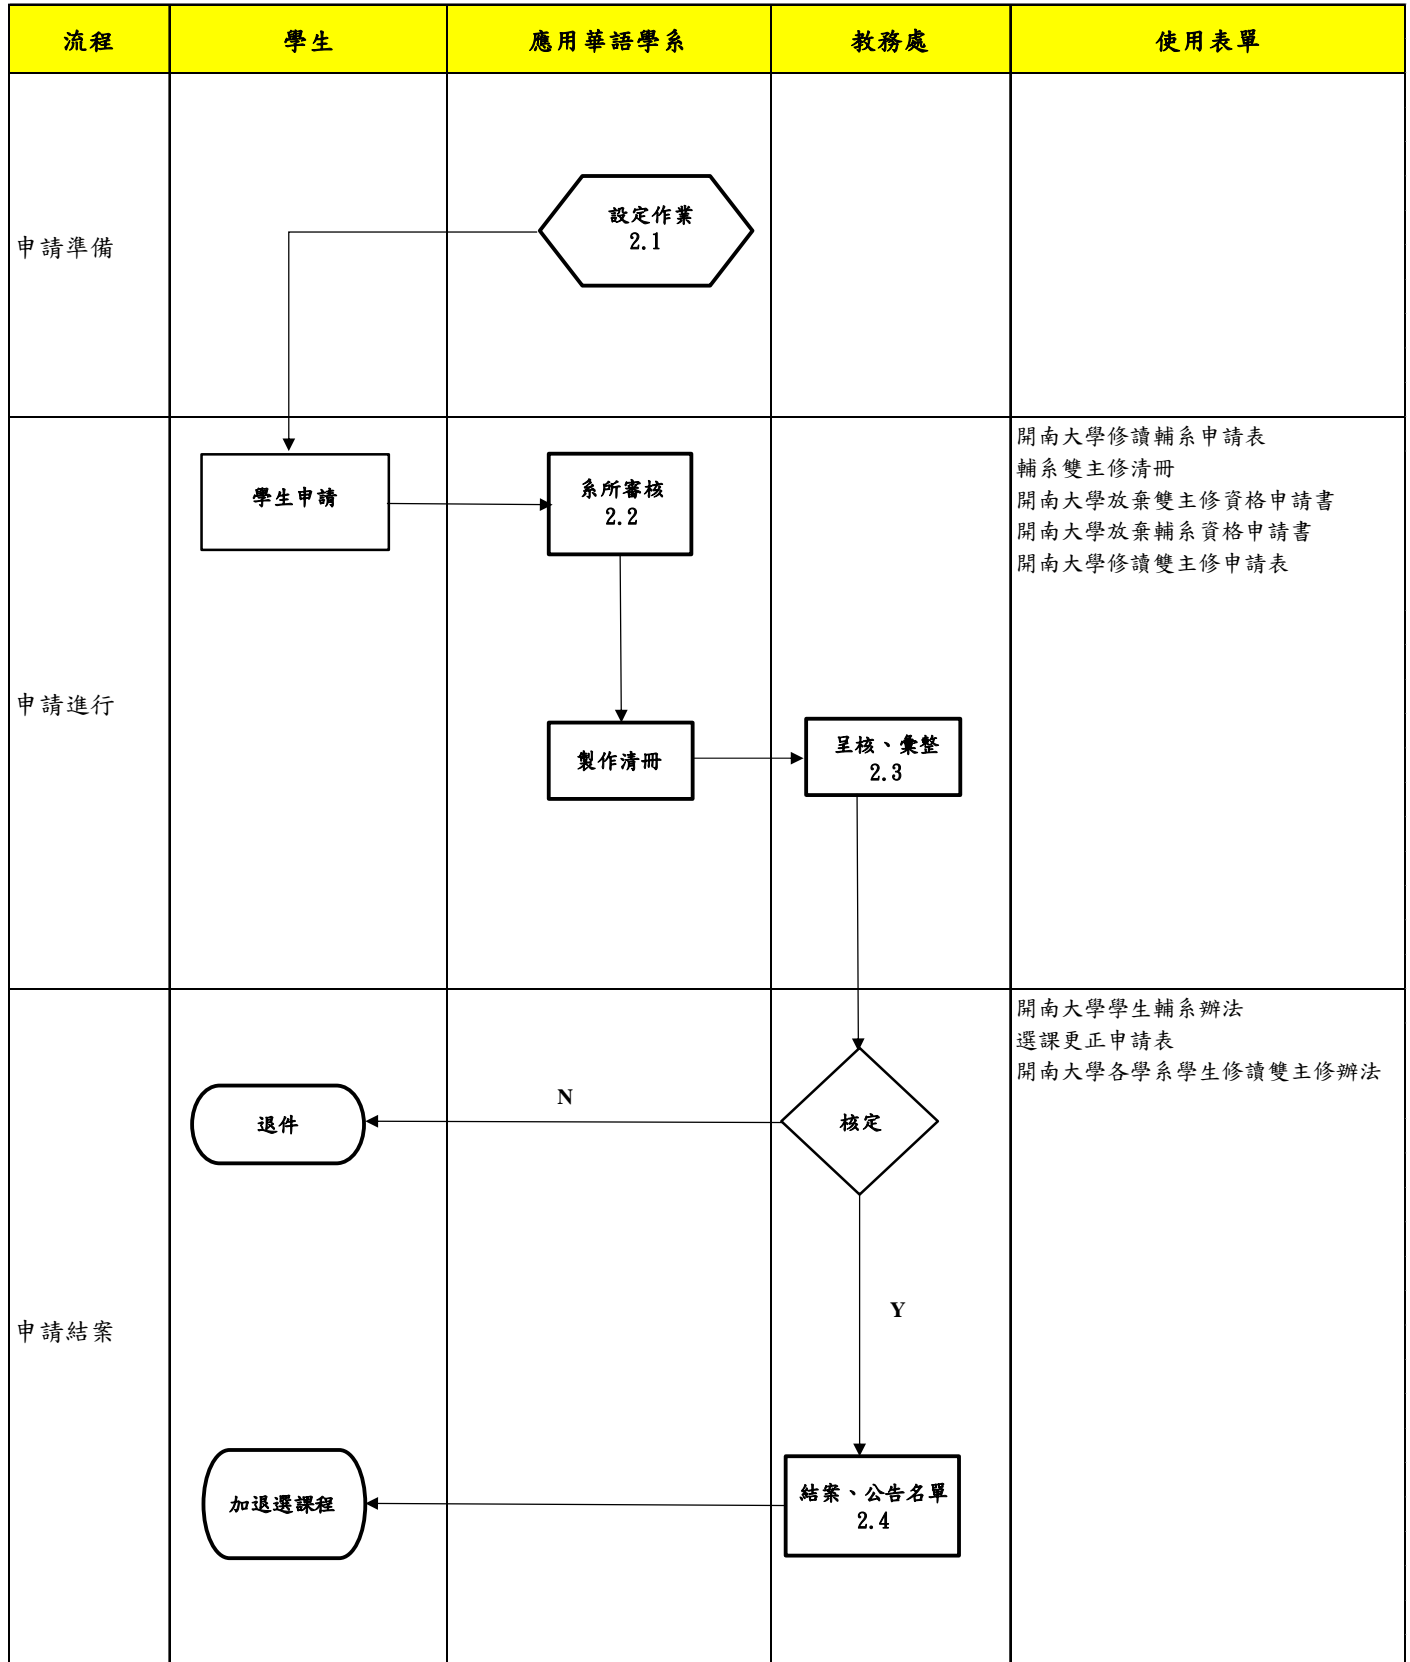 流程
學生
應用華語學系
教務處
使用表單
申請準備
設定作業
2.1
申請進行
學生申請
系所審核
2.2
製作清冊
呈核、彙整
2.3
開南大學修讀輔系申請表
輔系雙主修清冊
開南大學放棄雙主修資格申請書
開南大學放棄輔系資格申請書
開南大學修讀雙主修申請表
申請結案
退件
N
核定
Y
加退選課程
結案、公告名單
2.4
開南大學學生輔系辦法
選課更正申請表
開南大學各學系學生修讀雙主修辦法